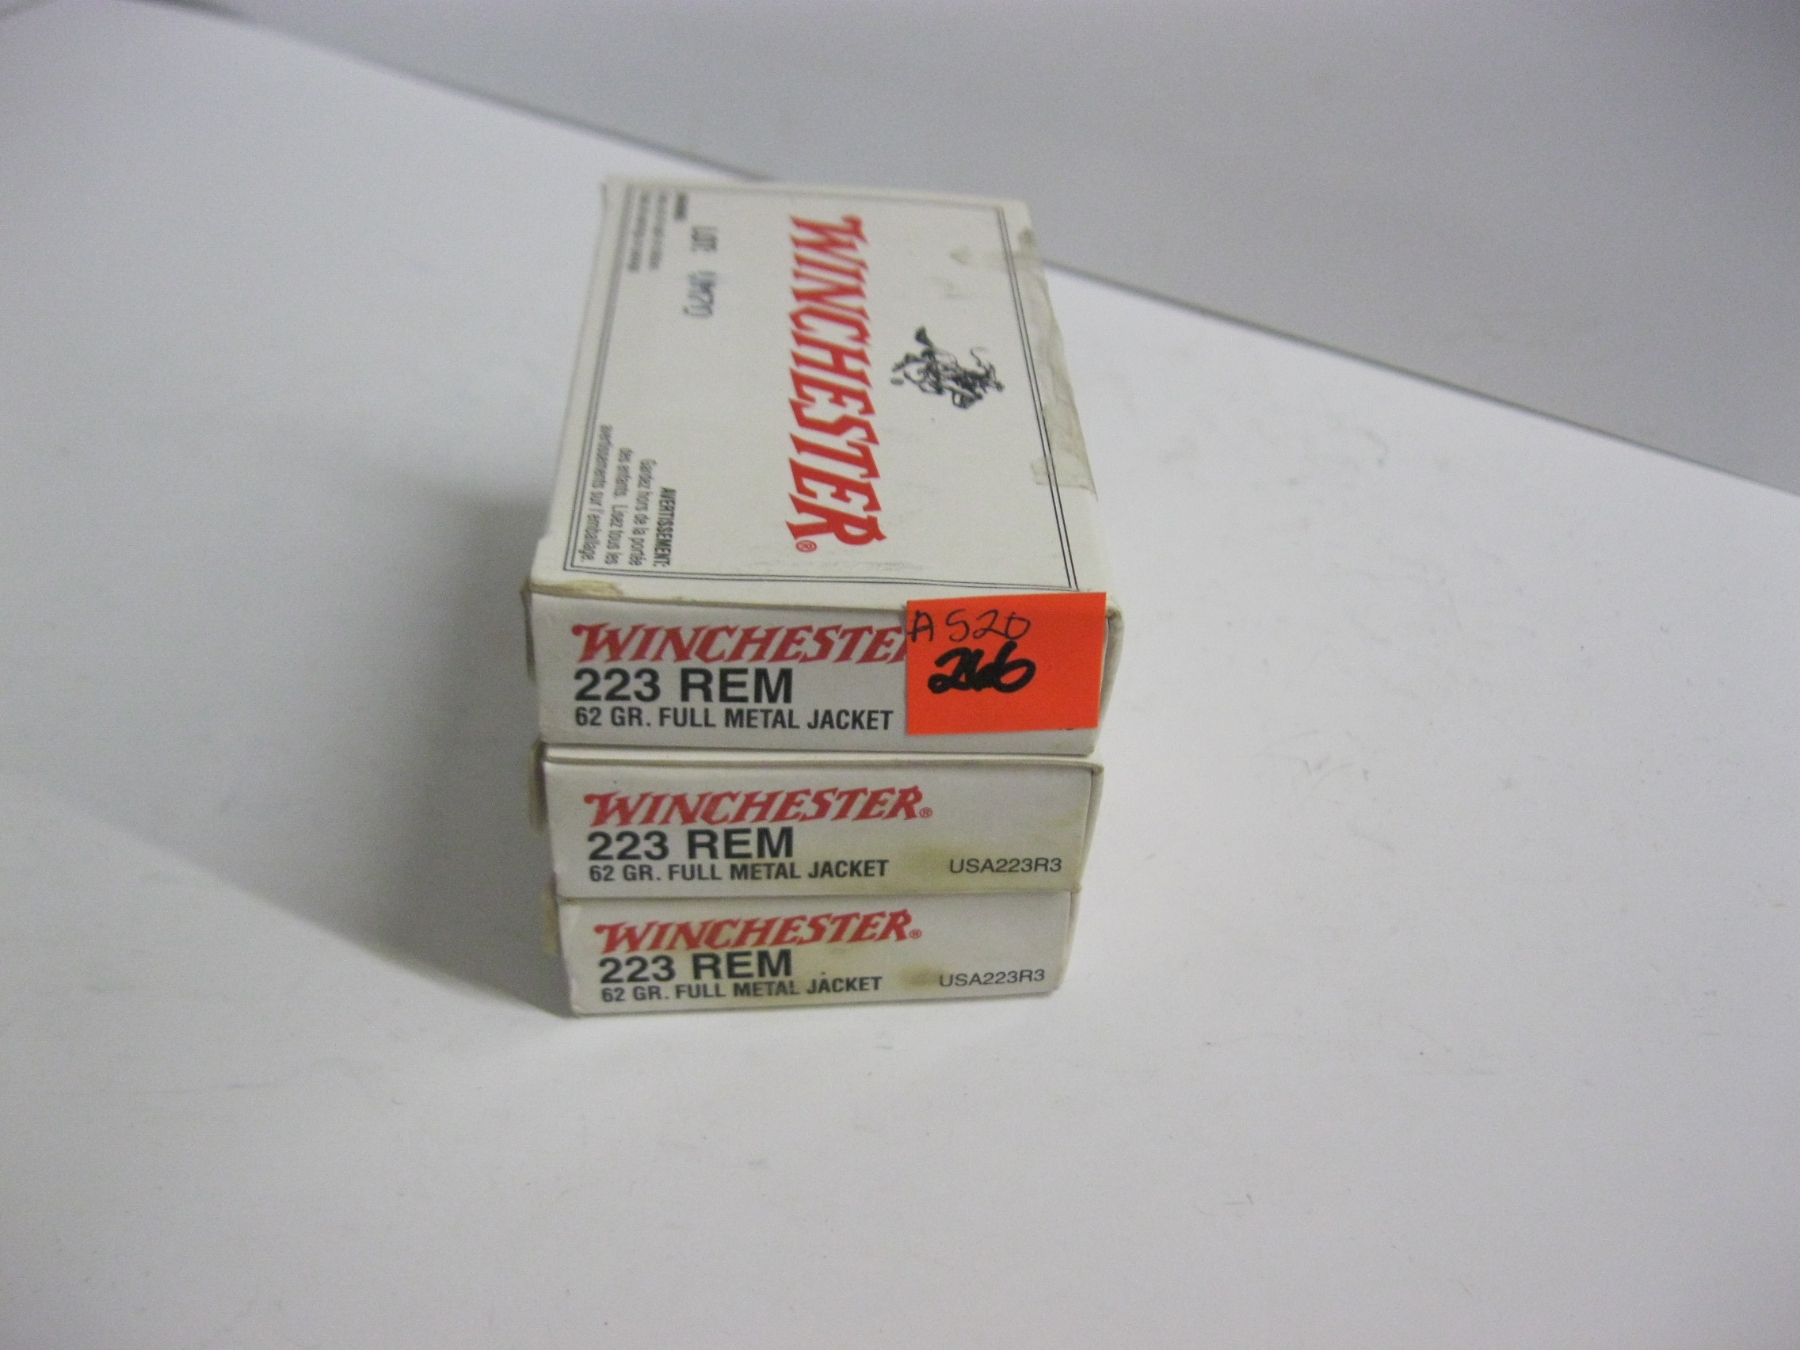 WINCHESTER®
LOT:
AVERTISSEMENT:
Gardez hors de la portée
des enfants. Lisez tous les
avertissements sur l'emballage.
WINCHESTER
223 REM
62 GR. FULL METAL JACKET
A 520
WINCHESTER®
223 REM
62 GR. FULL METAL JACKET
USA223R3
WINCHESTER®
223 REM
62 GR. FULL METAL JACKET
USA223R3